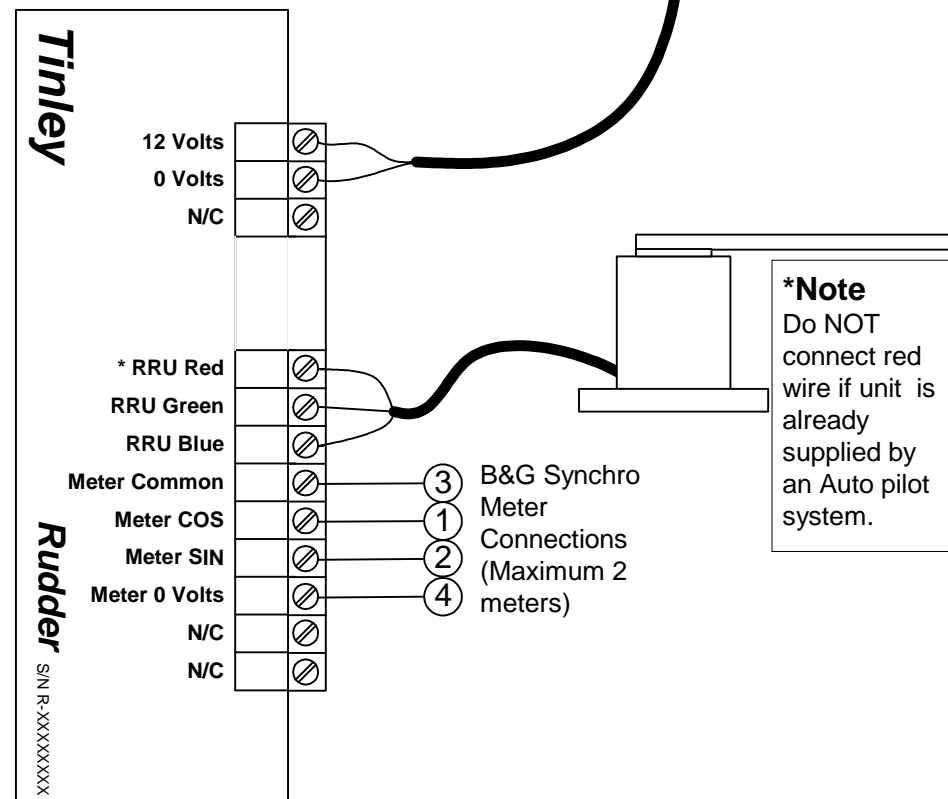 Tinley
12 Volts
0 Volts
N/C
* RRU Red
RRU Green
RRU Blue
Meter Common
Meter COS
Meter SIN
Meter 0 Volts
N/C
N/C
Rudder S/N R-XXXXXXXX
3
1
2
4
B&G Synchro
Meter
Connections
(Maximum 2
meters)
*Note
Do NOT
connect red
wire if unit is
already
supplied by
an Auto pilot
system.